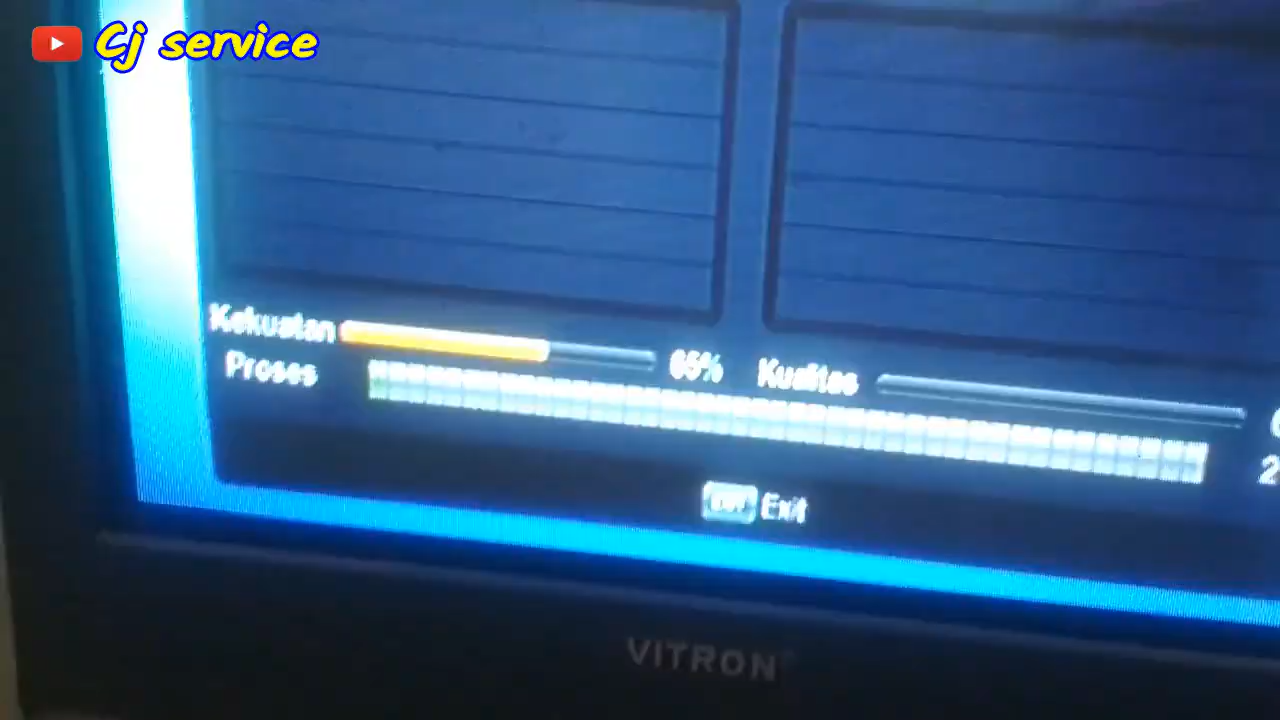 Cj service
Kekuatan 65% Kualitas
Proses
Exit
VITRON